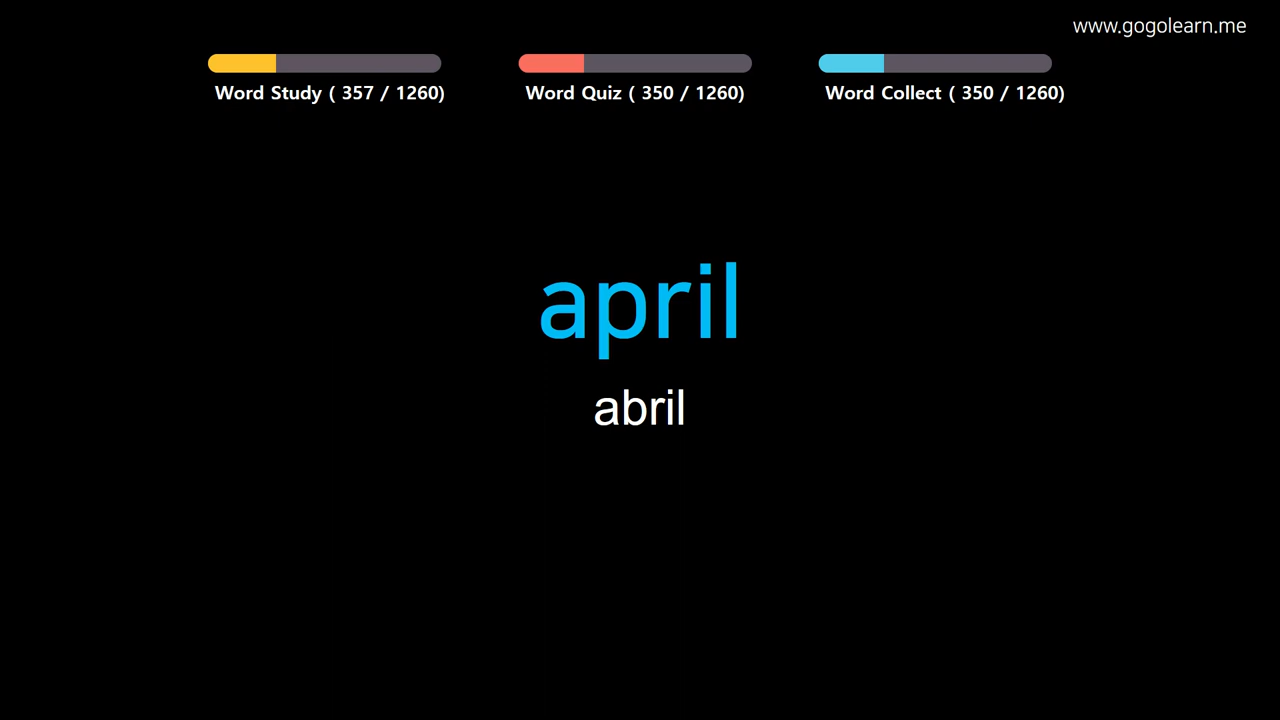 www.gogolearn.me
Word Study ( 357 / 1260)
Word Quiz ( 350 / 1260)
Word Collect ( 350 / 1260)
april
abril